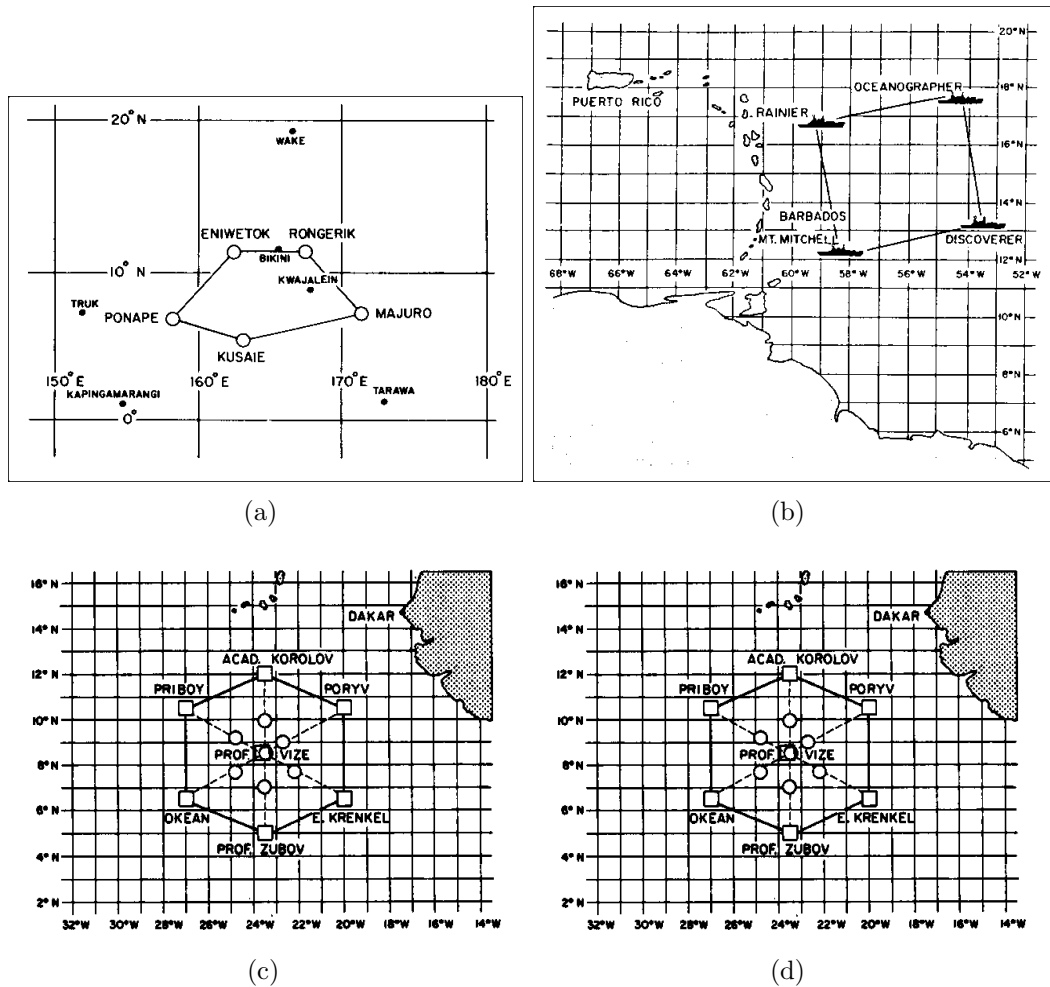 20°N
WAKE
ENIWETOK RONGERIK
BIKINI
10°N
KWAJALEIN
TRUK
PONAPE
MAJURO
KUSAIE
150°E 160°E 170°E 180°E
KAPINGAMARANGI
TARAWA
0°
(a)
20°N
OCEANOGRAPHER
18°N
PUERTO RICO
RAINIER
16°N
14°N
BARBADOS
MT. MITCHELL
DISCOVERER
12°N
68°W 66°W 64°W 62°W 60°W 58°W 56°W 54°W 52°W
10°N
8°N
6°N
(b)
16°N
DAKAR
14°N
ACAD. KOROLOV
12°N
PRIBOY PORYV
10°N
PROF. VIZE
8°N
6°N
OKEAN E. KRENKEL
PROF. ZUBOV
4°N
2°N
32°W 28°W 26°W 24°W 22°W 20°W 18°W 16°W 14°W
(c)
16°N
DAKAR
14°N
ACAD. KOROLOV
12°N
PRIBOY PORYV
10°N
PROF. VIZE
8°N
6°N
OKEAN E. KRENKEL
PROF. ZUBOV
4°N
2°N
32°W 28°W 26°W 24°W 22°W 20°W 18°W 16°W 14°W
(d)